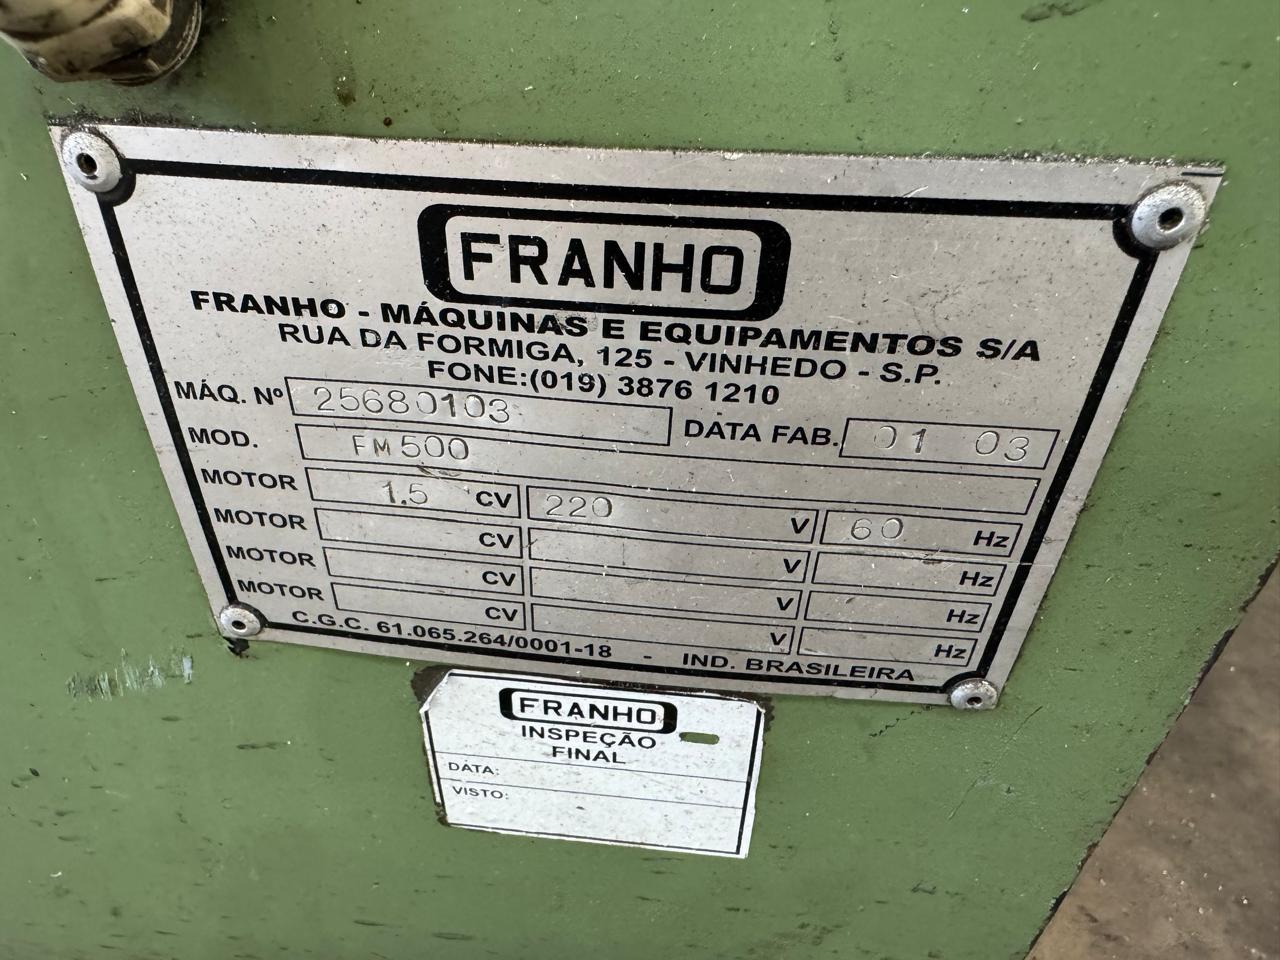 FRANHO
FRANHO - MÁQUINAS E EQUIPAMENTOS S/A
RUA DA FORMIGA, 125 - VINHEDO - S.P.
FONE:(019) 3876 1210
MÁQ. Nº 25680103 DATA FAB. 01 03
MOD. FM500
MOTOR 1.5 CV 220 V 60 Hz
MOTOR CV V Hz
MOTOR CV V Hz
MOTOR CV V Hz
C.G.C. 61.065.264/0001-18 - IND. BRASILEIRA
FRANHO
INSPEÇÃO
FINAL
DATA:
VISTO: